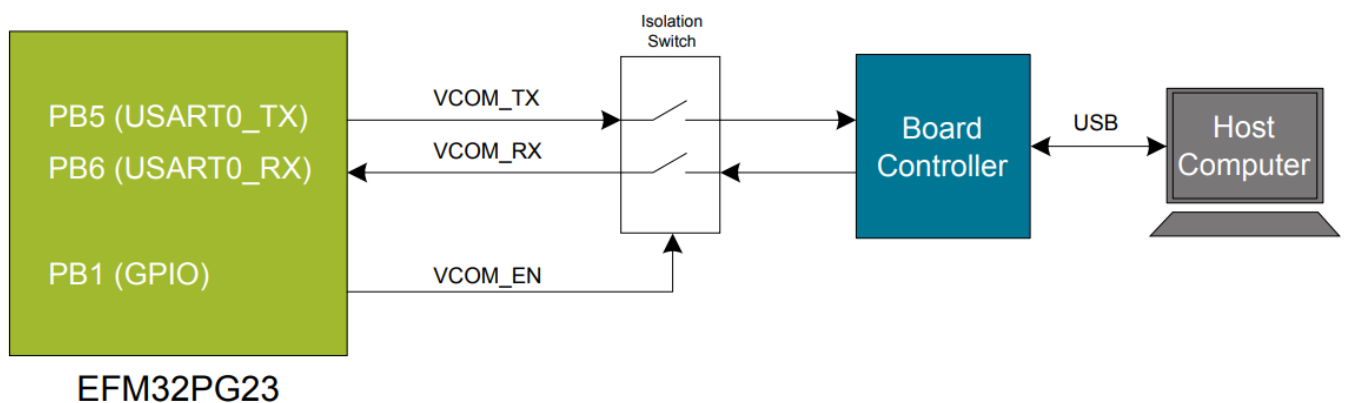 Isolation
Switch
PB5 (USART0_TX)
VCOM_TX
PB6 (USART0_RX)
VCOM_RX
PB1 (GPIO)
VCOM_EN
Board
Controller
USB
Host
Computer
EFM32PG23